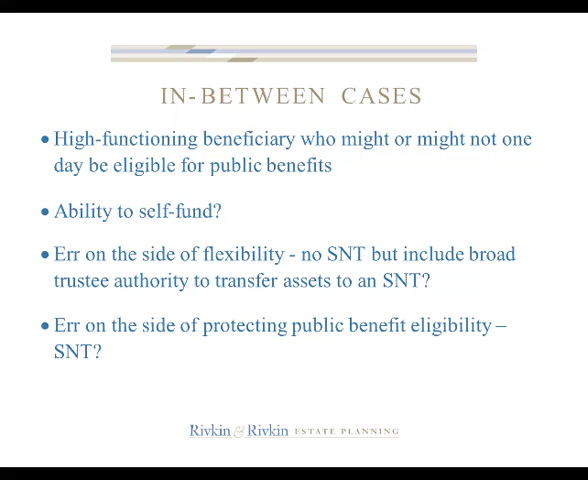 IN-BETWEEN CASES
• High-functioning beneficiary who might or might not one
day be eligible for public benefits
• Ability to self-fund?
• Err on the side of flexibility - no SNT but include broad
trustee authority to transfer assets to an SNT?
• Err on the side of protecting public benefit eligibility –
SNT?
Rivkin & Rivkin ESTATE PLANNING